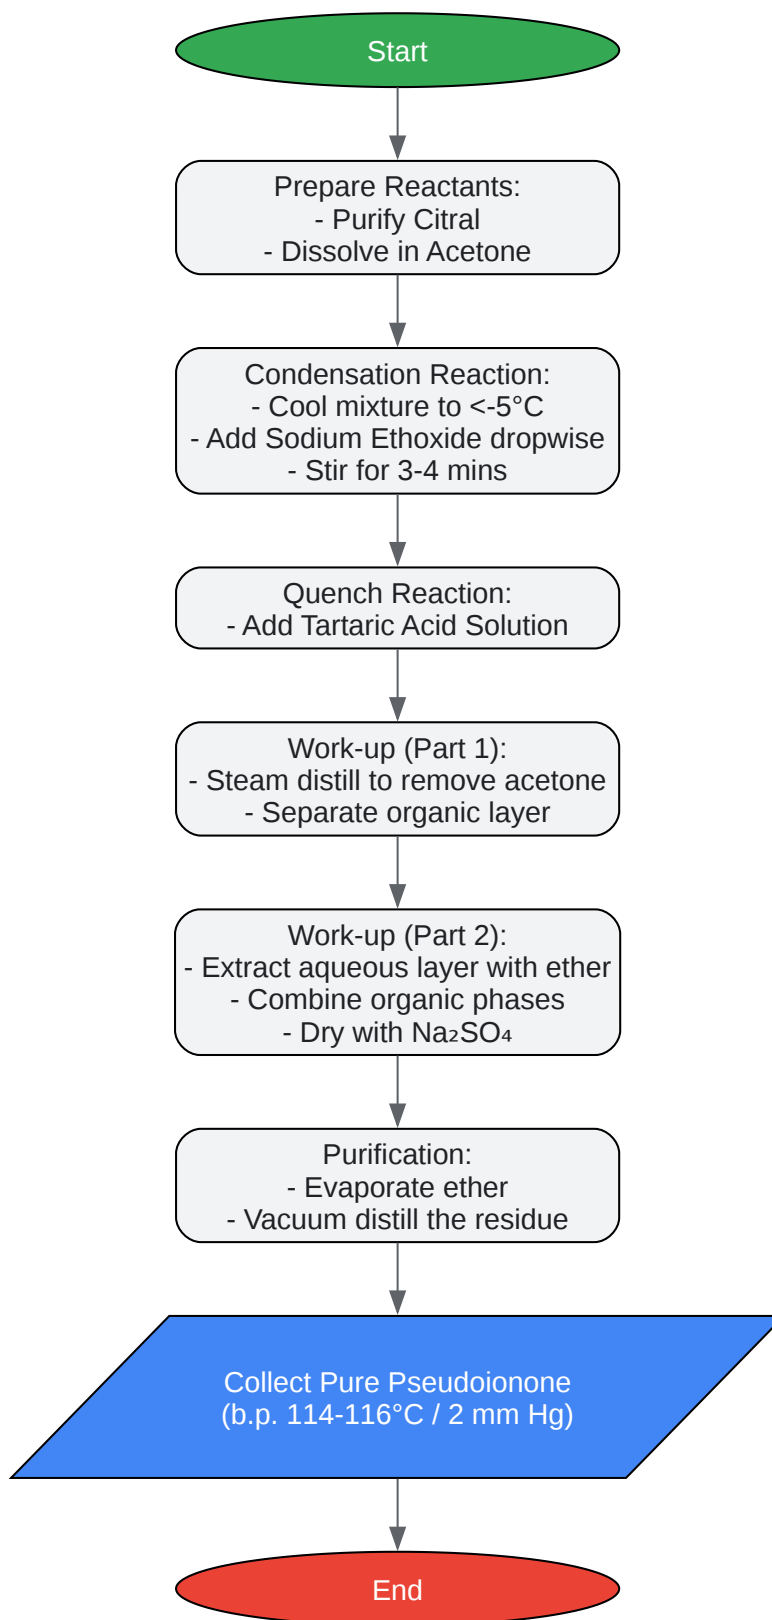 Start
Prepare Reactants:
- Purify Citral
- Dissolve in Acetone
Condensation Reaction:
- Cool mixture to <-5°C
- Add Sodium Ethoxide dropwise
- Stir for 3-4 mins
Quench Reaction:
- Add Tartaric Acid Solution
Work-up (Part 1):
- Steam distill to remove acetone
- Separate organic layer
Work-up (Part 2):
- Extract aqueous layer with ether
- Combine organic phases
- Dry with Na₂SO₄
Purification:
- Evaporate ether
- Vacuum distill the residue
Collect Pure Pseudoionone
(b.p. 114-116°C / 2 mm Hg)
End